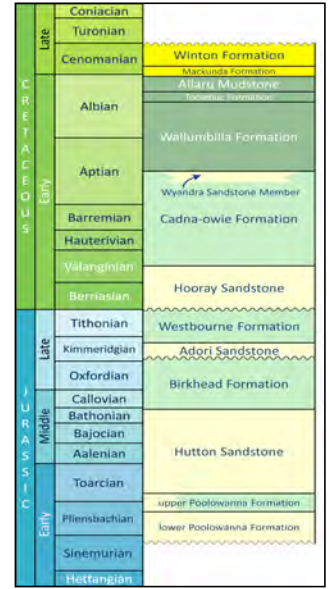 CRETACEOUS
Late
Coniacian
Turonian
Cenomanian
Winton Formation
Mackunda Formation
Early
Albian
Allaru Mudstone
Toolebuc Formation
Wallumbilla Formation
Aptian
Wyandra Sandstone Member
Cadna-owie Formation
Barremian
Hauterivian
Valanginian
Hooray Sandstone
Berriasian
JURASSIC
Late
Tithonian
Westbourne Formation
Kimmeridgian
Adori Sandstone
Oxfordian
Birkhead Formation
Middle
Callovian
Bathonian
Bajocian
Hutton Sandstone
Aalenian
Early
Toarcian
upper Poolowanna Formation
Pliensbachian
lower Poolowanna Formation
Sinemurian
Hettangian